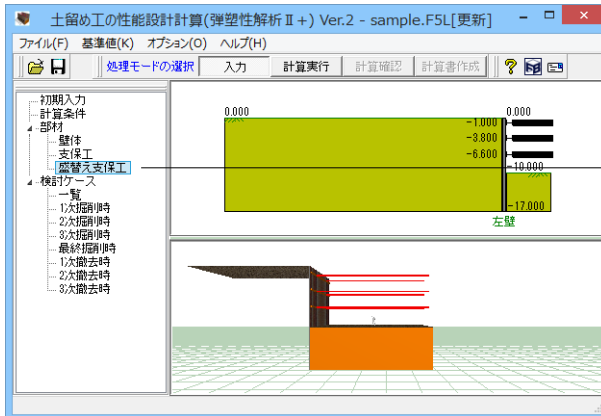 土留め工の性能設計計算(弾塑性解析Ⅱ+) Ver.2 - sample.F5L[更新]
ファイル(F) 基準値(K) オプション(O) ヘルプ(H)
処理モードの選択 入力 計算実行 計算確認 計算書作成
初期入力
計算条件
部材
壁体
支保工
盛替え支保工
検討ケース
一覧
1次掘削時
2次掘削時
3次掘削時
最終掘削時
1次撤去時
2次撤去時
3次撤去時
0.000 0.000
-1.000
-3.800
-6.600
-10.000
-17.000
左壁